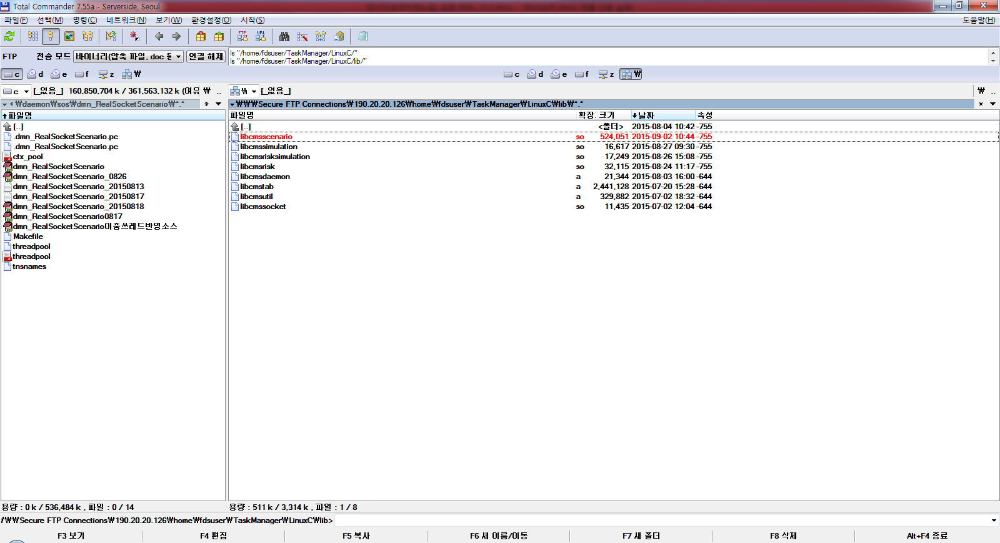 Total Commander 7.55a - Serverside, Seoul
파일(F) 선택(M) 명령(C) 네트워크(N) 보기(W) 환경설정(O) 시작(S) 도움말(H)
FTP URL
FTP 전송 모드 바이너리(압축 파일, doc 등 연결 해제
ls "/home/fdsuser/TaskManager/LinuxC/"
ls "/home/fdsuser/TaskManager/LinuxC/lib/"
c d e f z ₩ c d e f z ₩
c [_없음_] 160,850,704 k / 361,563,132 k (여유 ₩ .. ₩ [_없음_] ₩ ..
₩daemon₩sos₩dmn_RealSocketScenario₩*.* * ₩₩₩Secure FTP Connections₩190.20.20.126₩home₩fdsuser₩TaskManager₩LinuxC₩lib₩*.* *
파일명
[..]
.dmn_RealSocketScenario.pc
.dmn_RealSocketScenario.pc
ctx_pool
dmn_RealSocketScenario
dmn_RealSocketScenario_0826
dmn_RealSocketScenario_20150813
dmn_RealSocketScenario_20150817
dmn_RealSocketScenario_20150818
dmn_RealSocketScenario0817
dmn_RealSocketScenario이중쓰레드반영소스
Makefile
threadpool
threadpool
tnsnames
파일명 확장 크기 날짜 속성
[..] <폴더> 2015-08-04 10:42 -755
libcmsscenario so 524,051 2015-09-02 10:44 -755
libcmssimulation so 16,617 2015-08-27 09:30 -755
libcmsrisksimulation so 17,249 2015-08-26 15:08 -755
libcmsrisk so 32,115 2015-08-24 11:17 -755
libcmsdaemon a 21,344 2015-08-03 16:00 -644
libcmstab a 2,441,128 2015-07-20 15:28 -644
libcmsutil a 329,882 2015-07-02 18:32 -644
libcmssocket so 11,435 2015-07-02 12:04 -644
용량 : 0 k / 536,484 k , 파일 : 0 / 14 용량 : 511 k / 3,314 k , 파일 : 1 / 8
₩₩Secure FTP Connections₩190.20.20.126₩home₩fdsuser₩TaskManager₩LinuxC₩lib>
F3 보기 F4 편집 F5 복사 F6 새 이름/이동 F7 새 폴더 F8 삭제 Alt+F4 종료